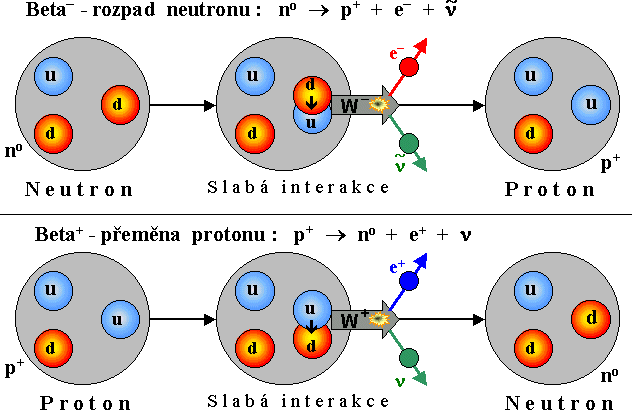 Beta⁻ - rozpad neutronu : n⁰ → p⁺ + e⁻ + ν̃
u d d n⁰
u d d u W⁻ e⁻ ν̃
u u d p⁺
Neutron Slabá interakce Proton
Beta⁺ - přeměna protonu : p⁺ → n⁰ + e⁺ + ν
u u d p⁺
u u d d W⁺ e⁺ ν
u d d n⁰
Proton Slabá interakce Neutron